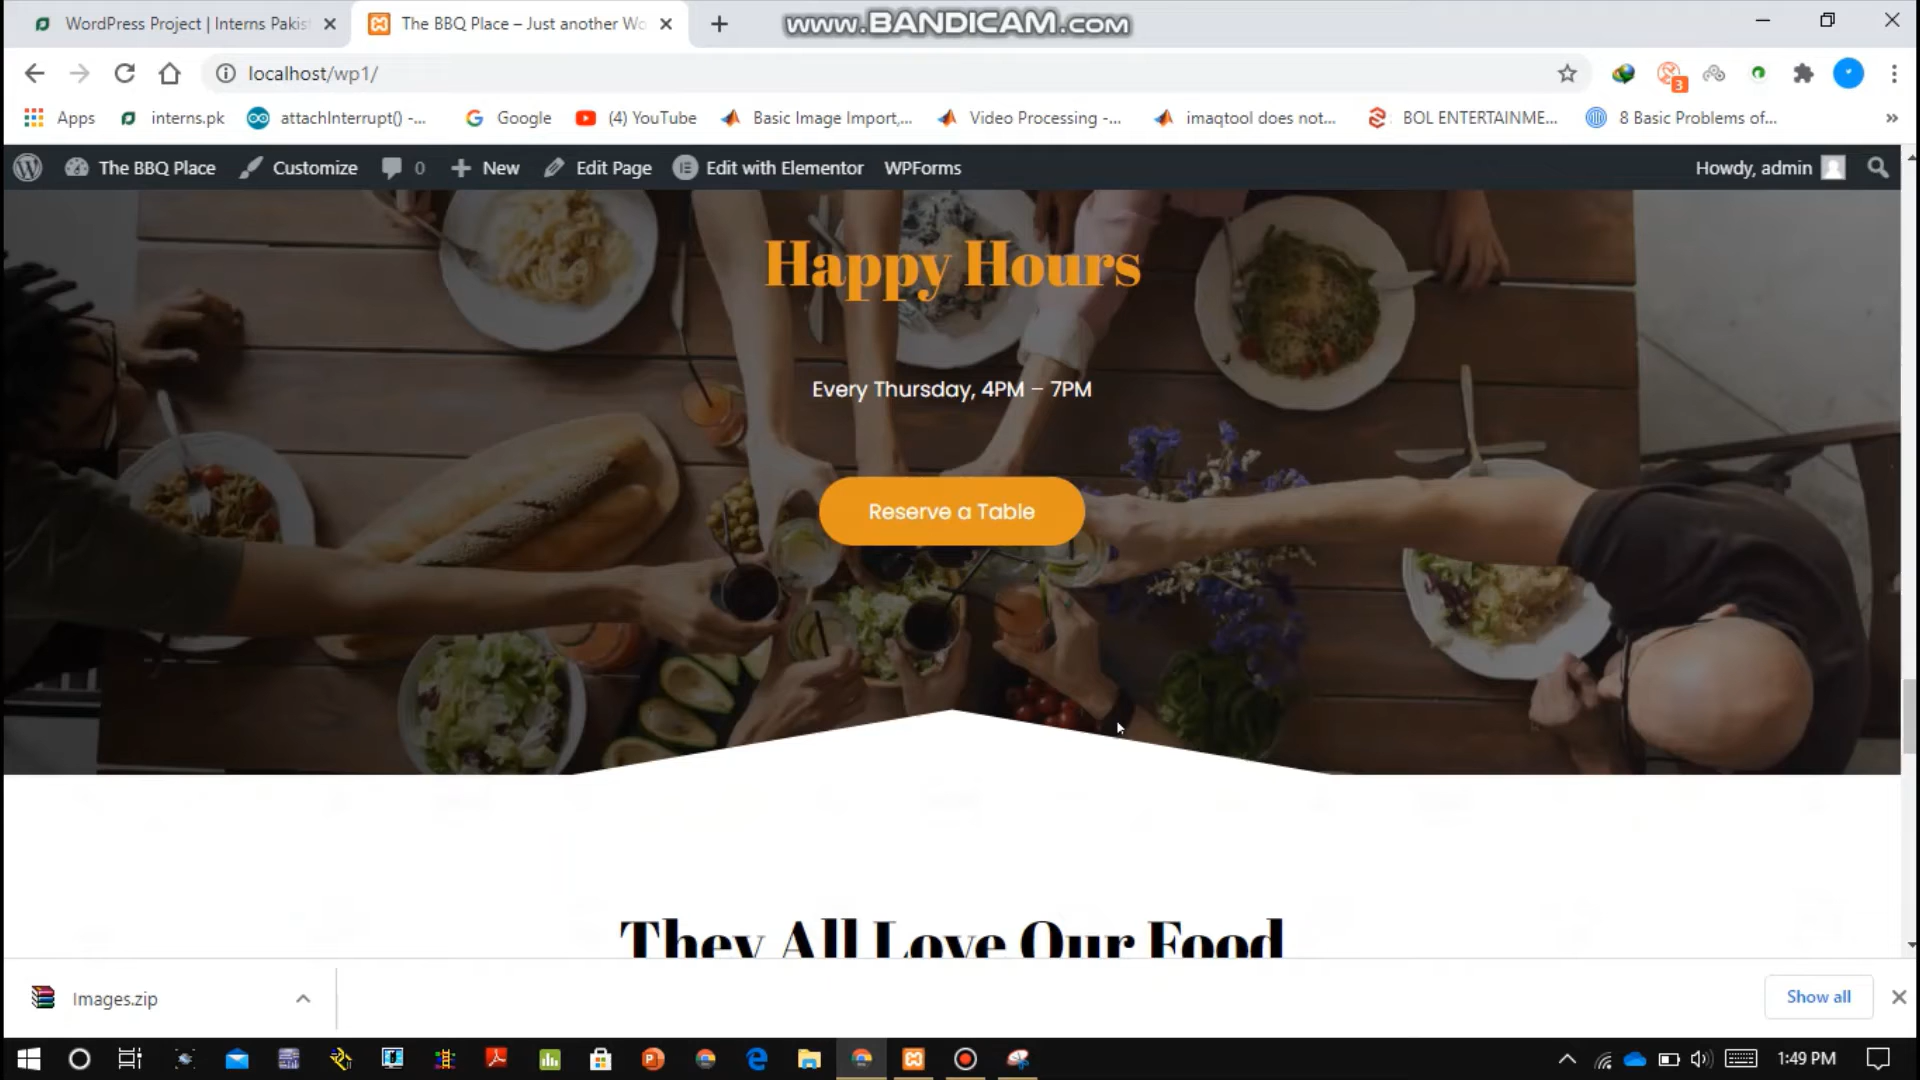 WordPress Project | Interns Pakis
The BBQ Place – Just another Wo
www.BANDICAM.com
localhost/wp1/
3
Apps
interns.pk
attachInterrupt() -...
Google
(4) YouTube
Basic Image Import,...
Video Processing -...
imaqtool does not...
BOL ENTERTAINME...
8 Basic Problems of...
»
The BBQ Place
Customize
0
New
Edit Page
Edit with Elementor
WPForms
Howdy, admin
Happy Hours
Every Thursday, 4PM – 7PM
Reserve a Table
They All Love Our Food
Images.zip
Show all
1:49 PM